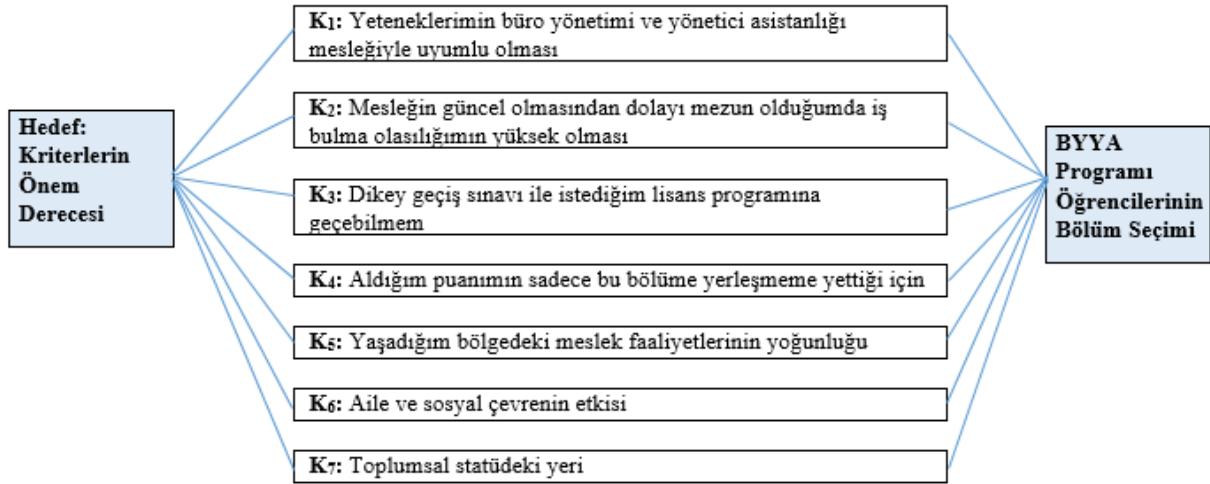 Hedef:
Kriterlerin
Önem
Derecesi
K1: Yeteneklerimin büro yönetimi ve yönetici asistanlığı
mesleğiyle uyumlu olması
K2: Mesleğin güncel olmasından dolayı mezun olduğumda iş
bulma olasılığımın yüksek olması
K3: Dikey geçiş sınavı ile istediğim lisans programına
geçebilmem
K4: Aldığım puanımın sadece bu bölüme yerleşmeme yettiği için
K5: Yaşadığım bölgedeki meslek faaliyetlerinin yoğunluğu
K6: Aile ve sosyal çevrenin etkisi
K7: Toplumsal statüdeki yeri
BYYA
Programı
Öğrencilerinin
Bölüm Seçimi